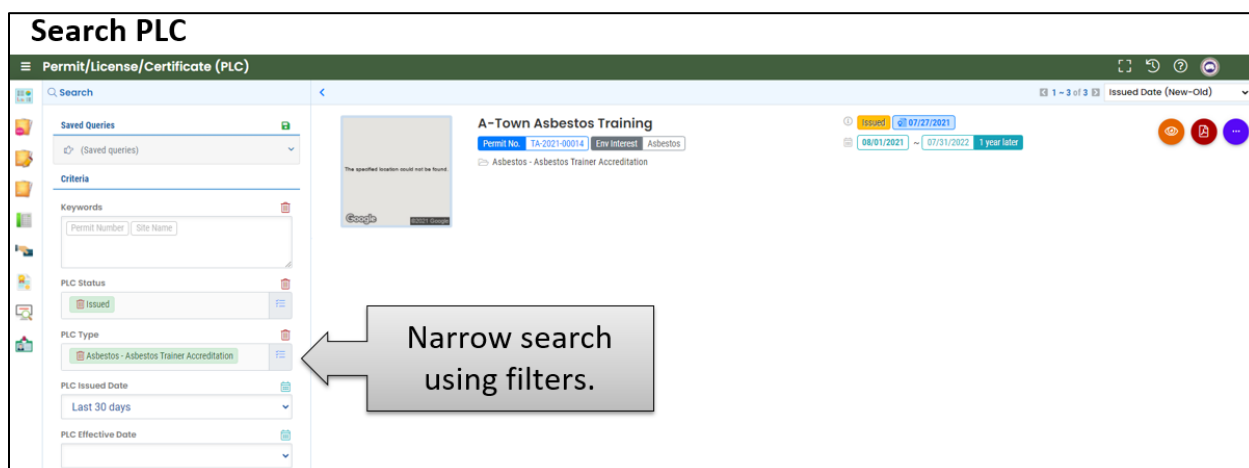 Search PLC
Permit/License/Certificate (PLC)
Search
1 – 3 of 3 Issued Date (New-Old)
Saved Queries
(Saved queries)
Criteria
Keywords
Permit Number Site Name
PLC Status
Issued
PLC Type
Asbestos - Asbestos Trainer Accreditation
PLC Issued Date
Last 30 days
PLC Effective Date
The specified location could not be found.
Google ©2021 Google
A-Town Asbestos Training
Permit No. TA-2021-00014 Env Interest Asbestos
Asbestos - Asbestos Trainer Accreditation
Issued 07/27/2021
08/01/2021 ~ 07/31/2022 1 year later
Narrow search
using filters.